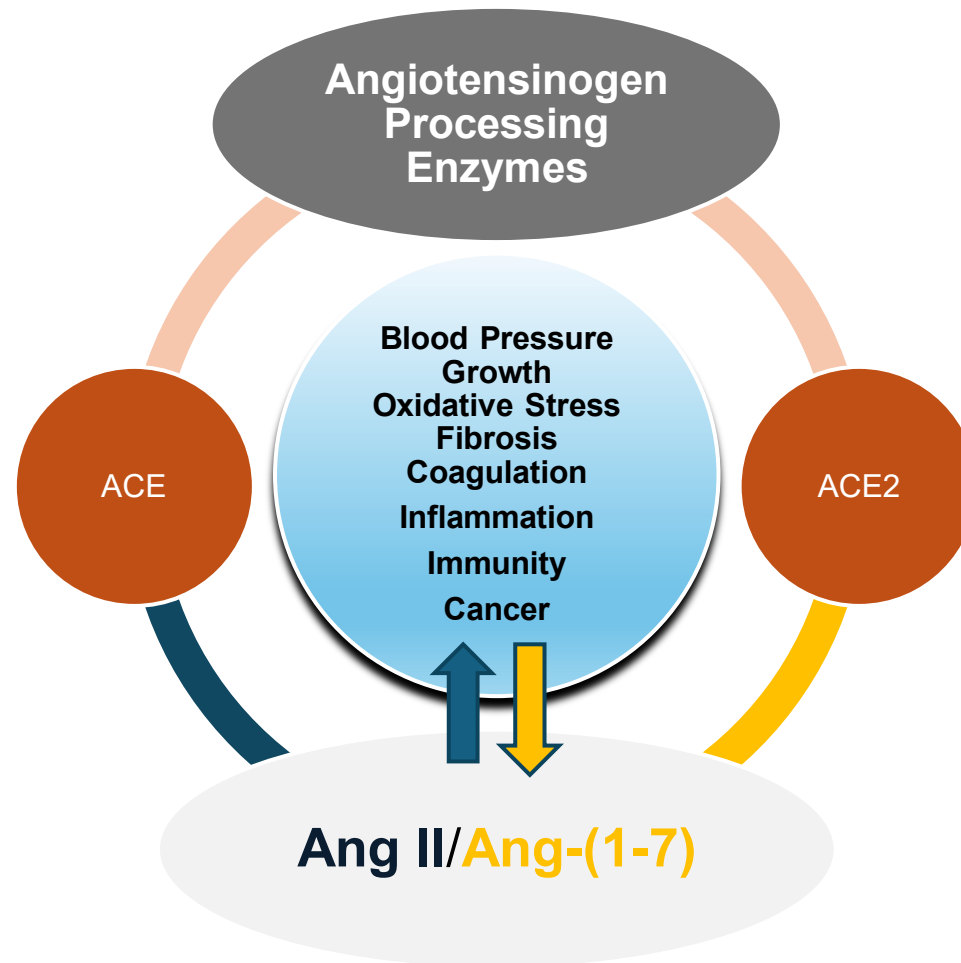 Angiotensinogen
Processing
Enzymes
Blood Pressure
Growth
Oxidative Stress
Fibrosis
Coagulation
Inflammation
Immunity
Cancer
ACE
ACE2
Ang II/Ang-(1-7)